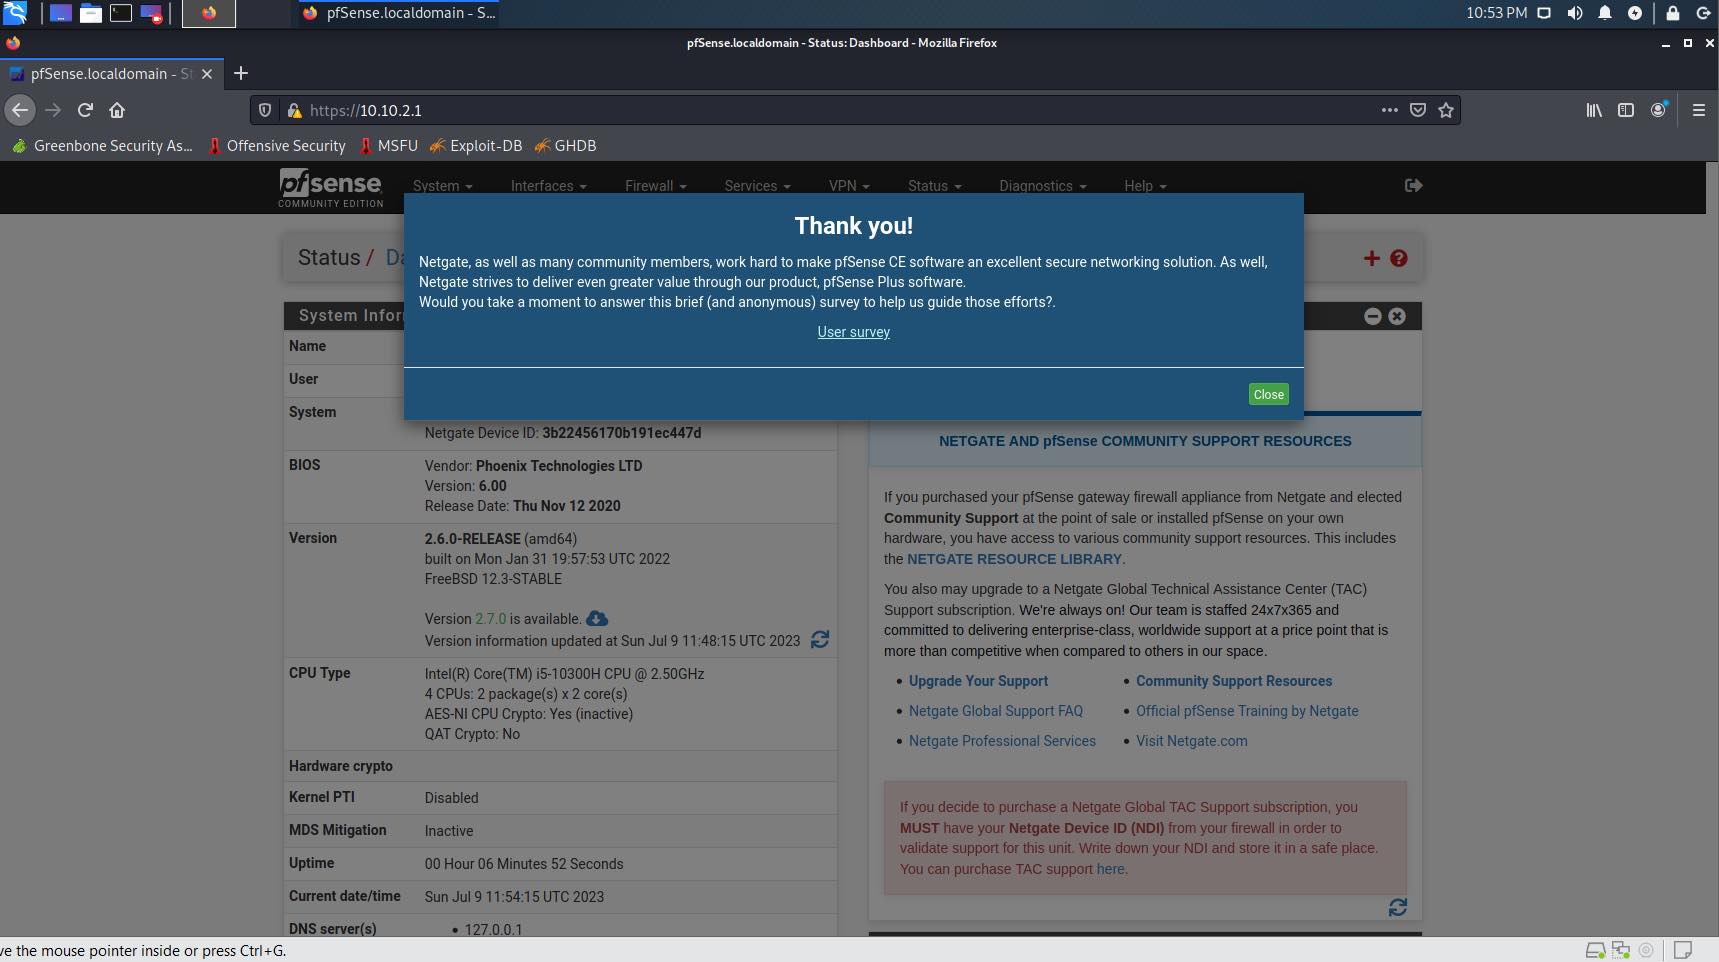 pfSense.localdomain - S...
10:53 PM
pfSense.localdomain - Status: Dashboard - Mozilla Firefox
pfSense.localdomain - St
https://10.10.2.1
Greenbone Security As...
Offensive Security
MSFU
Exploit-DB
GHDB
pfsense
COMMUNITY EDITION
System
Interfaces
Firewall
Services
VPN
Status
Diagnostics
Help
Thank you!
Netgate, as well as many community members, work hard to make pfSense CE software an excellent secure networking solution. As well,
Netgate strives to deliver even greater value through our product, pfSense Plus software.
Would you take a moment to answer this brief (and anonymous) survey to help us guide those efforts?.
User survey
Close
Status / Da
System Infor
Name
User
System
Netgate Device ID: 3b22456170b191ec447d
BIOS
Vendor: Phoenix Technologies LTD
Version: 6.00
Release Date: Thu Nov 12 2020
Version
2.6.0-RELEASE (amd64)
built on Mon Jan 31 19:57:53 UTC 2022
FreeBSD 12.3-STABLE
Version 2.7.0 is available.
Version information updated at Sun Jul 9 11:48:15 UTC 2023
CPU Type
Intel(R) Core(TM) i5-10300H CPU @ 2.50GHz
4 CPUs: 2 package(s) x 2 core(s)
AES-NI CPU Crypto: Yes (inactive)
QAT Crypto: No
Hardware crypto
Kernel PTI
Disabled
MDS Mitigation
Inactive
Uptime
00 Hour 06 Minutes 52 Seconds
Current date/time
Sun Jul 9 11:54:15 UTC 2023
DNS server(s)
• 127.0.0.1
NETGATE AND pfSense COMMUNITY SUPPORT RESOURCES
If you purchased your pfSense gateway firewall appliance from Netgate and elected
Community Support at the point of sale or installed pfSense on your own
hardware, you have access to various community support resources. This includes
the NETGATE RESOURCE LIBRARY.
You also may upgrade to a Netgate Global Technical Assistance Center (TAC)
Support subscription. We're always on! Our team is staffed 24x7x365 and
committed to delivering enterprise-class, worldwide support at a price point that is
more than competitive when compared to others in our space.
• Upgrade Your Support
• Community Support Resources
• Netgate Global Support FAQ
• Official pfSense Training by Netgate
• Netgate Professional Services
• Visit Netgate.com
If you decide to purchase a Netgate Global TAC Support subscription, you
MUST have your Netgate Device ID (NDI) from your firewall in order to
validate support for this unit. Write down your NDI and store it in a safe place.
You can purchase TAC support here.
ve the mouse pointer inside or press Ctrl+G.